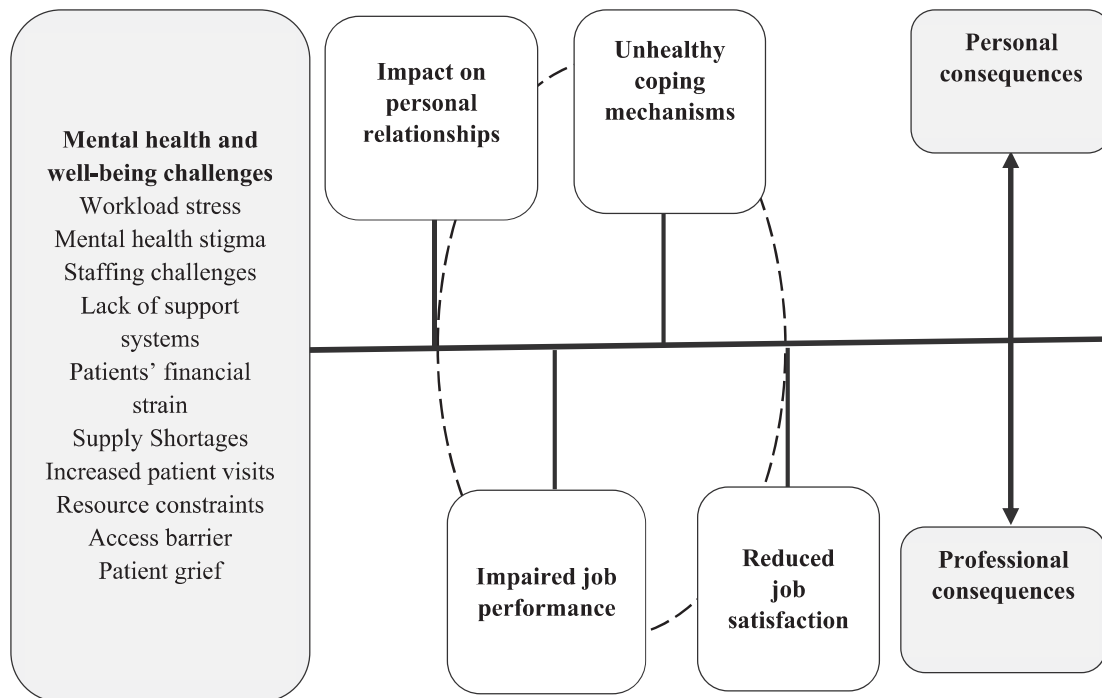 Mental health and
well-being challenges
Workload stress
Mental health stigma
Staffing challenges
Lack of support
systems
Patients’ financial
strain
Supply Shortages
Increased patient visits
Resource constraints
Access barrier
Patient grief
Impact on
personal
relationships
Unhealthy
coping
mechanisms
Impaired job
performance
Reduced
job
satisfaction
Personal
consequences
Professional
consequences